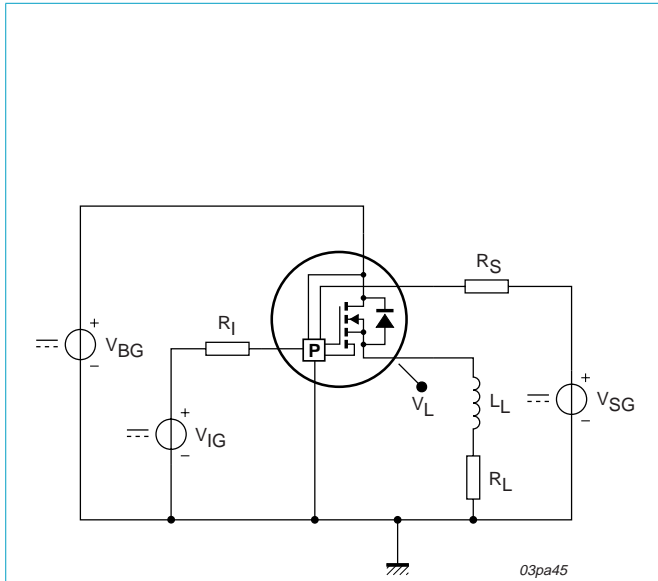 R_S
R_I
+
V_BG
−
P
+
V_IG
−
V_L
L_L
+
V_SG
−
R_L
03pa45